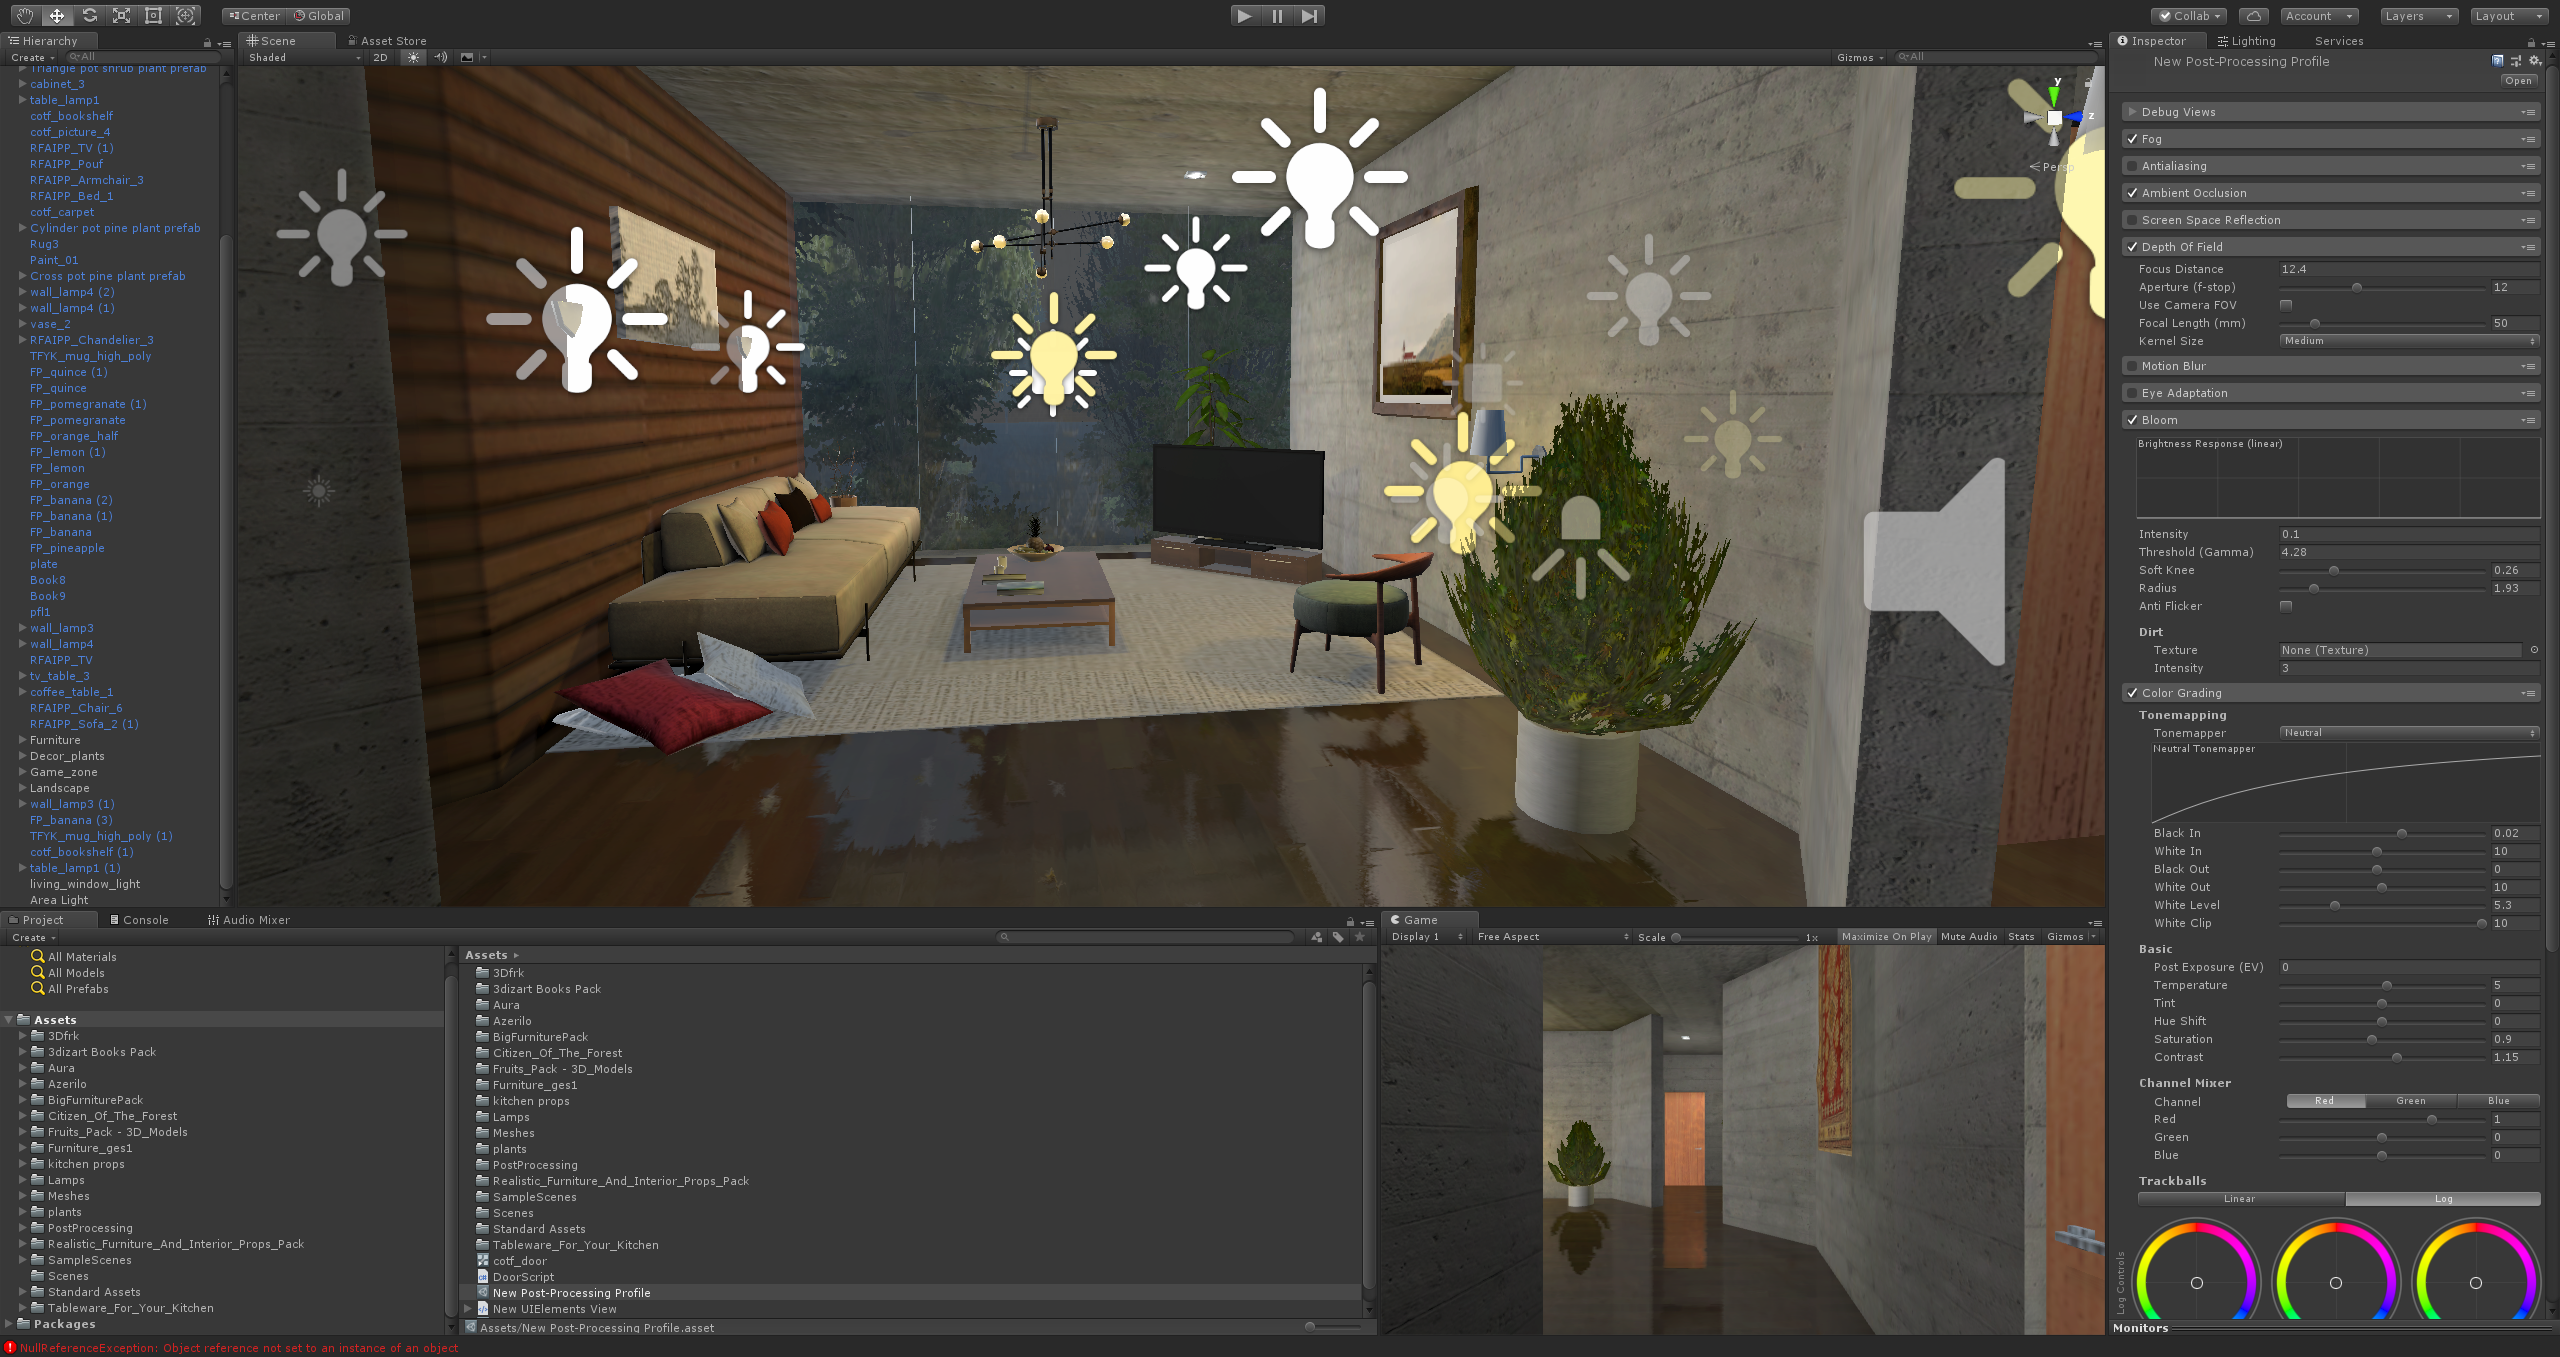 Center Global
Collab Account Layers Layout
Hierarchy
Create All
Triangle pot shrub plant prefab
cabinet_3
table_lamp1
cotf_bookshelf
cotf_picture_4
RFAIPP_TV (1)
RFAIPP_Pouf
RFAIPP_Armchair_3
RFAIPP_Bed_1
cotf_carpet
Cylinder pot pine plant prefab
Rug3
Paint_01
Cross pot pine plant prefab
wall_lamp4 (2)
wall_lamp4 (1)
vase_2
RFAIPP_Chandelier_3
TFYK_mug_high_poly
FP_quince (1)
FP_quince
FP_pomegranate (1)
FP_pomegranate
FP_orange_half
FP_lemon (1)
FP_lemon
FP_orange
FP_banana (2)
FP_banana (1)
FP_banana
FP_pineapple
plate
Book8
Book9
pfl1
wall_lamp3
wall_lamp4
RFAIPP_TV
tv_table_3
coffee_table_1
RFAIPP_Chair_6
RFAIPP_Sofa_2 (1)
Furniture
Decor_plants
Game_zone
Landscape
wall_lamp3 (1)
FP_banana (3)
TFYK_mug_high_poly (1)
cotf_bookshelf (1)
table_lamp1 (1)
living_window_light
Area Light
Scene Asset Store
Shaded 2D Gizmos All
y
z
Persp
Inspector Lighting Services
New Post-Processing Profile
Open
Debug Views
Fog
Antialiasing
Ambient Occlusion
Screen Space Reflection
Depth Of Field
Focus Distance 12.4
Aperture (f-stop) 12
Use Camera FOV
Focal Length (mm) 50
Kernel Size Medium
Motion Blur
Eye Adaptation
Bloom
Brightness Response (linear)
Intensity 0.1
Threshold (Gamma) 4.28
Soft Knee 0.26
Radius 1.93
Anti Flicker
Dirt
Texture None (Texture)
Intensity 3
Color Grading
Tonemapping
Tonemapper Neutral
Neutral Tonemapper
Black In 0.02
White In 10
Black Out 0
White Out 10
White Level 5.3
White Clip 10
Basic
Post Exposure (EV) 0
Temperature 5
Tint 0
Hue Shift 0
Saturation 0.9
Contrast 1.15
Channel Mixer
Channel Red Green Blue
Red 1
Green 0
Blue 0
Trackballs
Linear Log
Log Controls
Monitors
Project Console Audio Mixer
Create
All Materials
All Models
All Prefabs
Assets
3Dfrk
3dizart Books Pack
Aura
Azerilo
BigFurniturePack
Citizen_Of_The_Forest
Fruits_Pack - 3D_Models
Furniture_ges1
kitchen props
Lamps
Meshes
plants
PostProcessing
Realistic_Furniture_And_Interior_Props_Pack
SampleScenes
Scenes
Standard Assets
Tableware_For_Your_Kitchen
Packages
Assets
3Dfrk
3dizart Books Pack
Aura
Azerilo
BigFurniturePack
Citizen_Of_The_Forest
Fruits_Pack - 3D_Models
Furniture_ges1
kitchen props
Lamps
Meshes
plants
PostProcessing
Realistic_Furniture_And_Interior_Props_Pack
SampleScenes
Scenes
Standard Assets
Tableware_For_Your_Kitchen
cotf_door
DoorScript
New Post-Processing Profile
New UIElements View
Assets/New Post-Processing Profile.asset
Game
Display 1 Free Aspect Scale 1x Maximize On Play Mute Audio Stats Gizmos
NullReferenceException: Object reference not set to an instance of an object